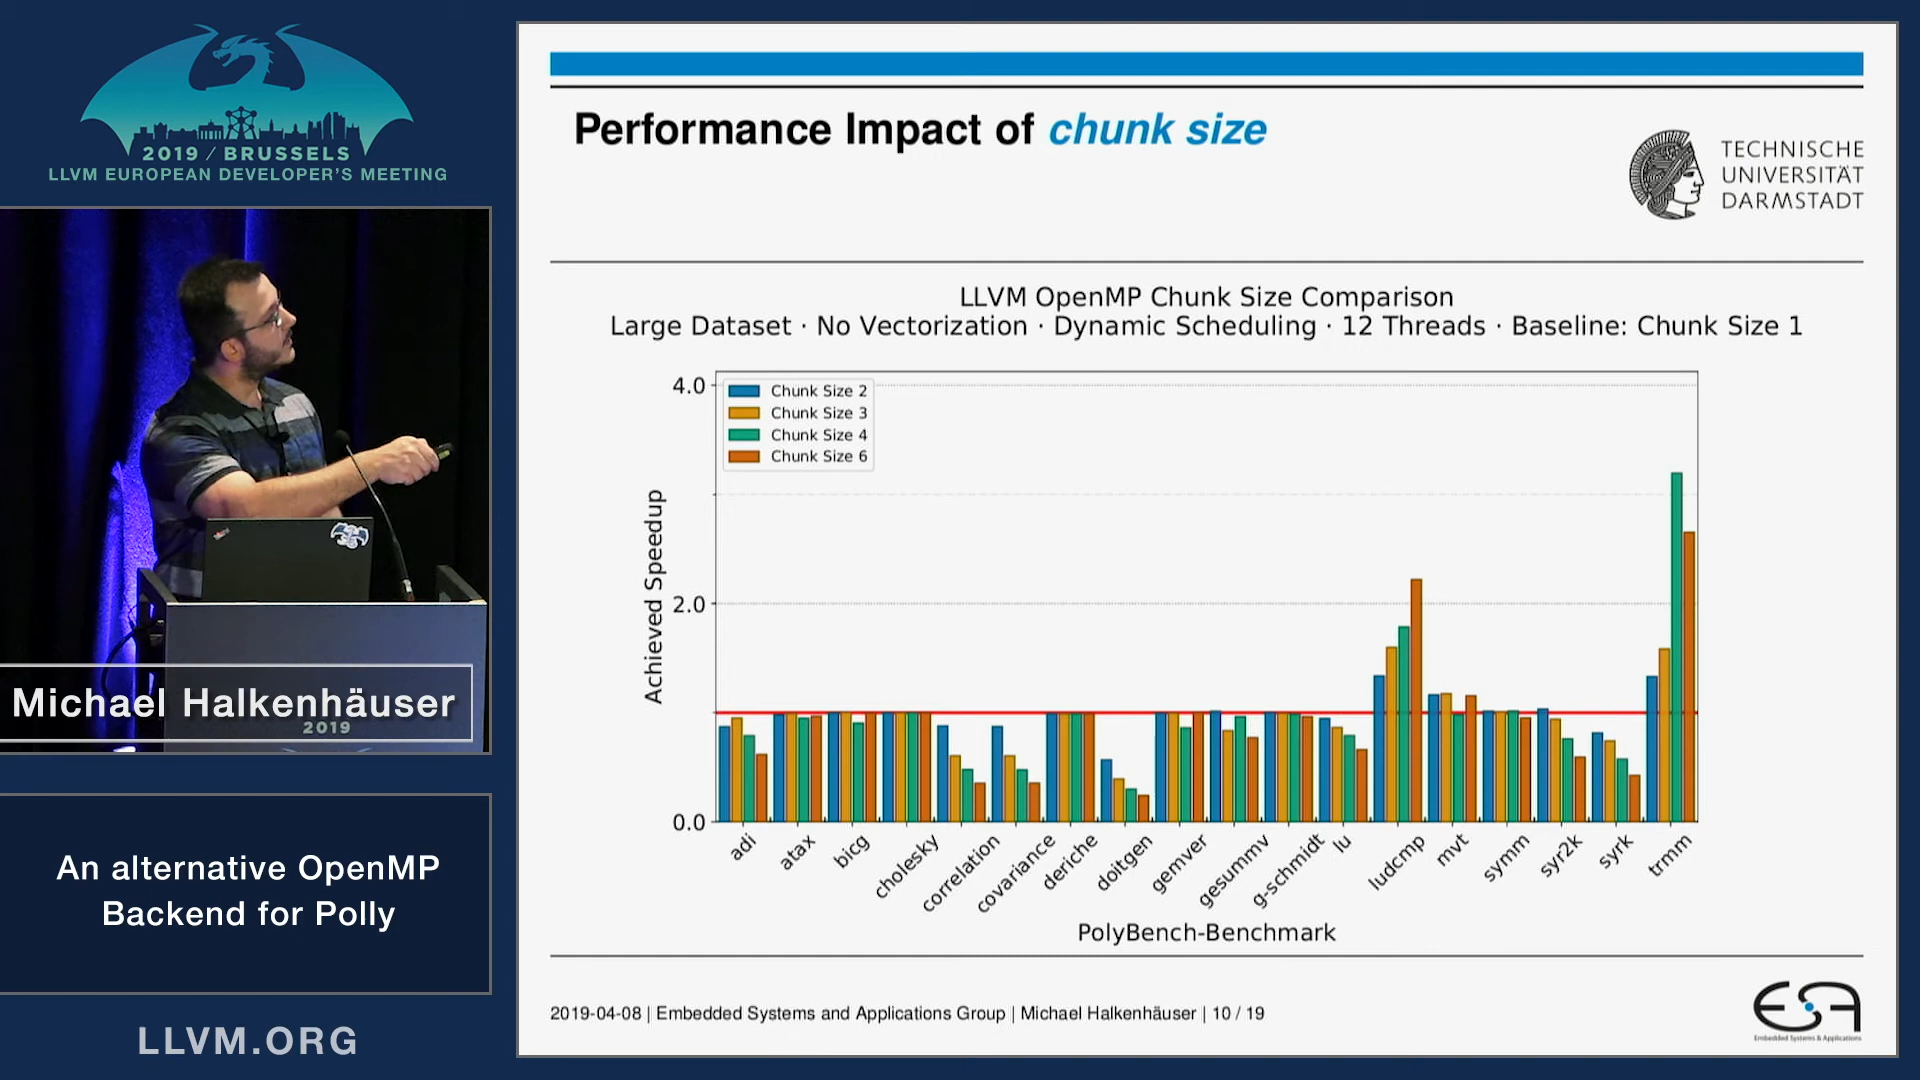 2019 / BRUSSELS
LLVM EUROPEAN DEVELOPER'S MEETING
Michael Halkenhäuser
2019
An alternative OpenMP
Backend for Polly
LLVM.ORG
Performance Impact of chunk size
TECHNISCHE
UNIVERSITÄT
DARMSTADT
LLVM OpenMP Chunk Size Comparison
Large Dataset · No Vectorization · Dynamic Scheduling · 12 Threads · Baseline: Chunk Size 1
Chunk Size 2
Chunk Size 3
Chunk Size 4
Chunk Size 6
Achieved Speedup
4.0
2.0
0.0
adi
atax
bicg
cholesky
correlation
covariance
deriche
doitgen
gemver
gesummv
g-schmidt
lu
ludcmp
mvt
symm
syr2k
syrk
trmm
PolyBench-Benchmark
2019-04-08 | Embedded Systems and Applications Group | Michael Halkenhäuser | 10 / 19
ESA
Embedded Systems & Applications